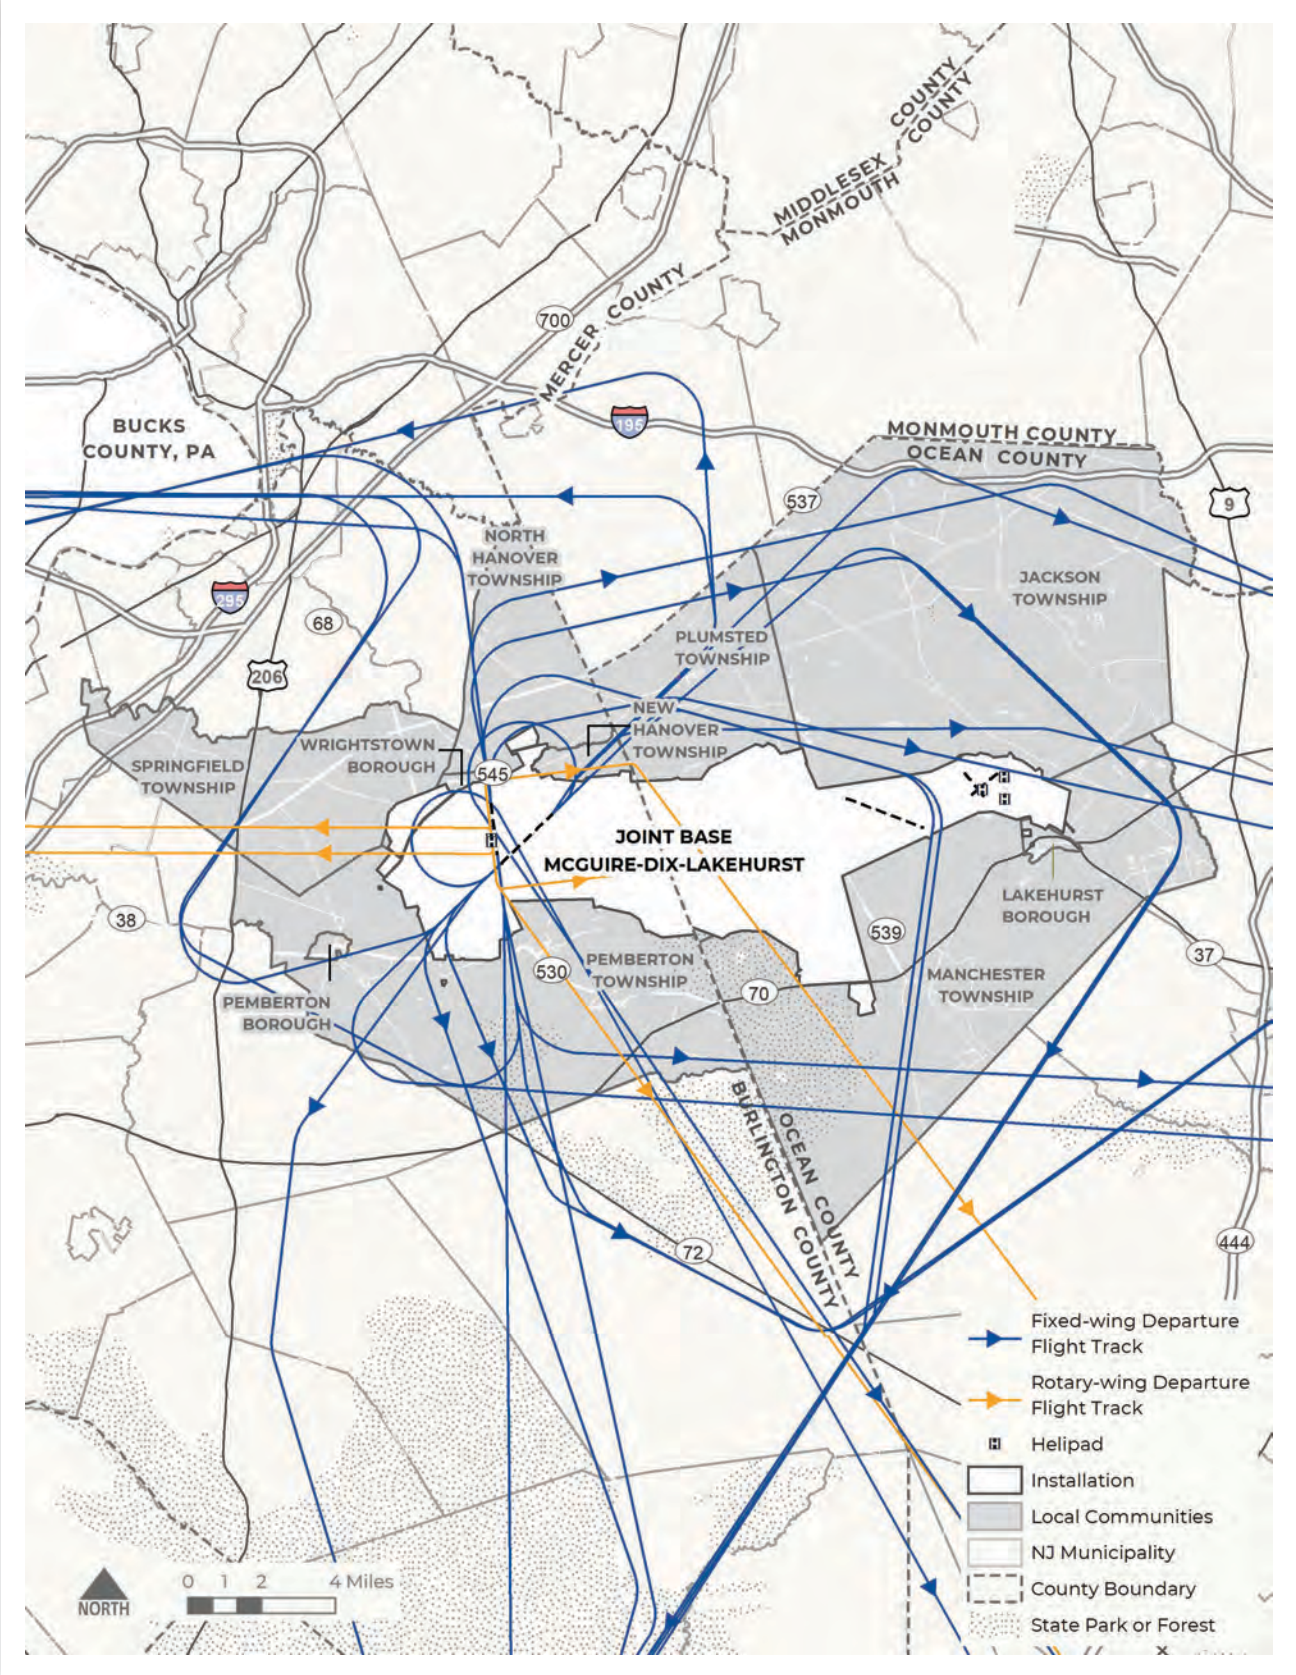 COUNTY
COUNTY
MIDDLESEX
MONMOUTH
MERCER COUNTY
700
195
BUCKS
COUNTY, PA
MONMOUTH COUNTY
OCEAN COUNTY
537
9
NORTH
HANOVER
TOWNSHIP
JACKSON
TOWNSHIP
295
68
206
PLUMSTED
TOWNSHIP
NEW
HANOVER
TOWNSHIP
WRIGHTSTOWN
BOROUGH
SPRINGFIELD
TOWNSHIP
545
H
H
H
H
JOINT BASE
MCGUIRE-DIX-LAKEHURST
LAKEHURST
BOROUGH
38
539
37
530
PEMBERTON
TOWNSHIP
70
MANCHESTER
TOWNSHIP
PEMBERTON
BOROUGH
OCEAN COUNTY
BURLINGTON COUNTY
72
444
Fixed-wing Departure
Flight Track
Rotary-wing Departure
Flight Track
H Helipad
Installation
Local Communities
NJ Municipality
County Boundary
State Park or Forest
0 1 2 4 Miles
NORTH